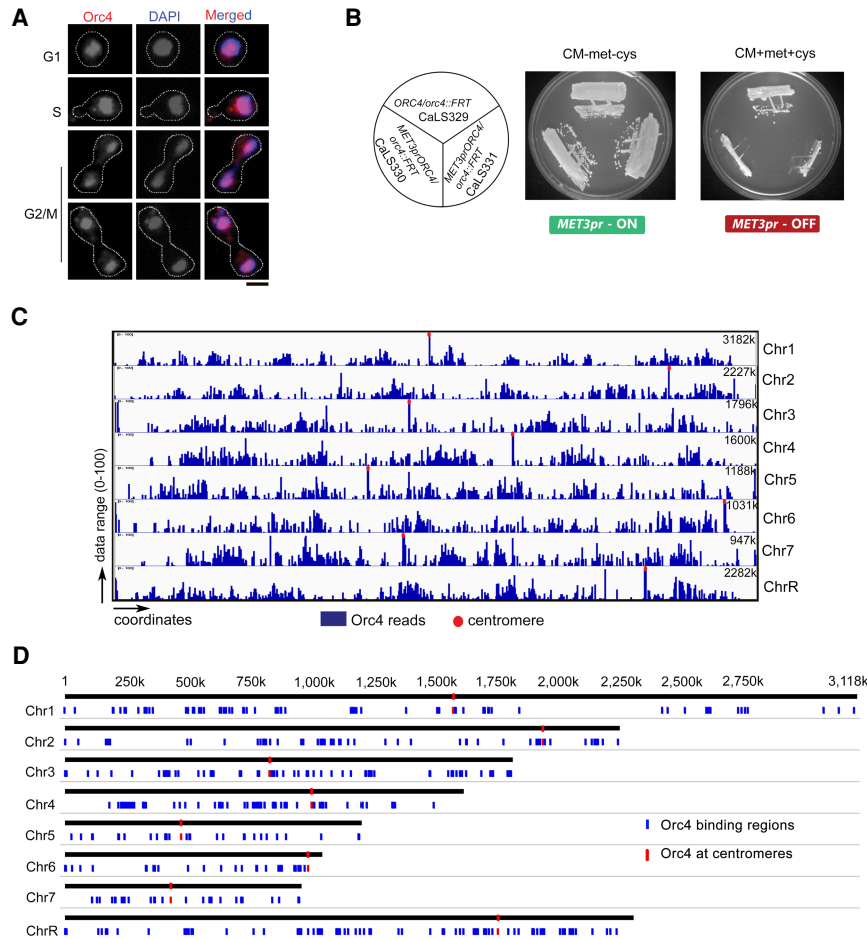 A
Orc4 DAPI Merged
G1
S
G2/M
B
ORC4/orc4::FRT
CaLS329
MET3prORC4/
orc4::FRT
CaLS330
MET3prORC4/
orc4::FRT
CaLS331
CM-met-cys
CM+met+cys
MET3pr - ON
MET3pr - OFF
C
3182k
Chr1
2227k
Chr2
1796k
Chr3
1600k
Chr4
1188k
Chr5
1031k
Chr6
947k
Chr7
2282k
ChrR
data range (0-100)
coordinates
Orc4 reads
centromere
D
1 250k 500k 750k 1,000k 1,250k 1,500k 1,750k 2,000k 2,250k 2,500k 2,750k 3,118k
Chr1
Chr2
Chr3
Chr4
Chr5
Orc4 binding regions
Orc4 at centromeres
Chr6
Chr7
ChrR